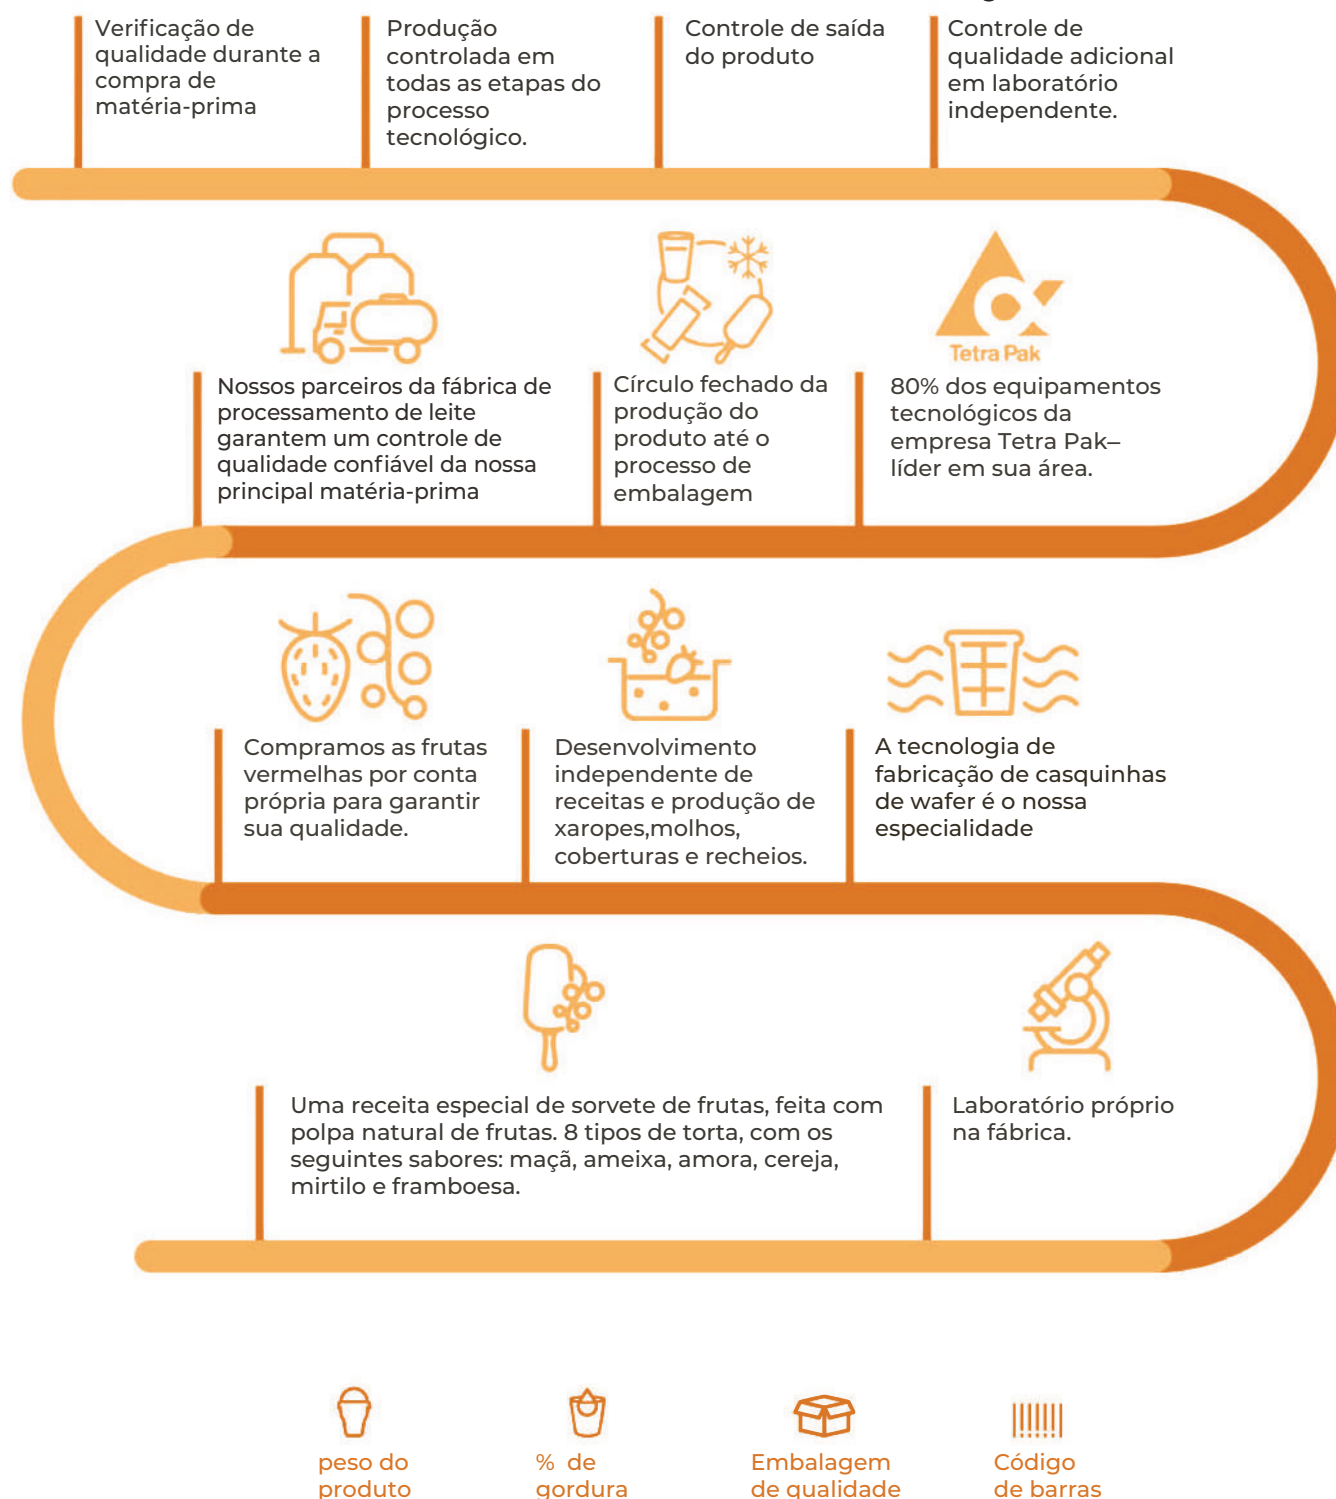 Verificação de
qualidade durante a
compra de
matéria-prima
Produção
controlada em
todas as etapas do
processo
tecnológico.
Controle de saída
do produto
Controle de
qualidade adicional
em laboratório
independente.
Nossos parceiros da fábrica de
processamento de leite
garantem um controle de
qualidade confiável da nossa
principal matéria-prima
Círculo fechado da
produção do
produto até o
processo de
embalagem
Tetra Pak
80% dos equipamentos
tecnológicos da
empresa Tetra Pak–
líder em sua área.
Compramos as frutas
vermelhas por conta
própria para garantir
sua qualidade.
Desenvolvimento
independente de
receitas e produção de
xaropes,molhos,
coberturas e recheios.
A tecnologia de
fabricação de casquinhas
de wafer é o nossa
especialidade
Uma receita especial de sorvete de frutas, feita com
polpa natural de frutas. 8 tipos de torta, com os
seguintes sabores: maçã, ameixa, amora, cereja,
mirtilo e framboesa.
Laboratório próprio
na fábrica.
peso do
produto
% de
gordura
Embalagem
de qualidade
Código
de barras